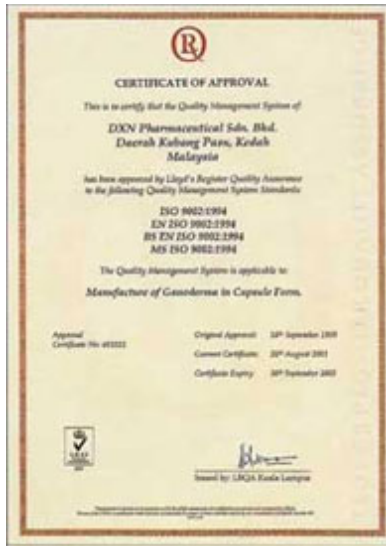 R
CERTIFICATE OF APPROVAL
This is to certify that the Quality Management System of:
DXN Pharmaceutical Sdn. Bhd.
Daerah Kubang Pasu, Kedah
Malaysia
has been approved by Lloyd's Register Quality Assurance
to the following Quality Management System Standards:
ISO 9002:1994
EN ISO 9002:1994
BS EN ISO 9002:1994
MS ISO 9002:1994
The Quality Management System is applicable to:
Manufacture of Ganoderma in Capsule Form.
Approval
Certificate No:
Original Approval: September
Current Certificate: August
Certificate Expiry: September
Issued by: LRQA Kuala Lumpur